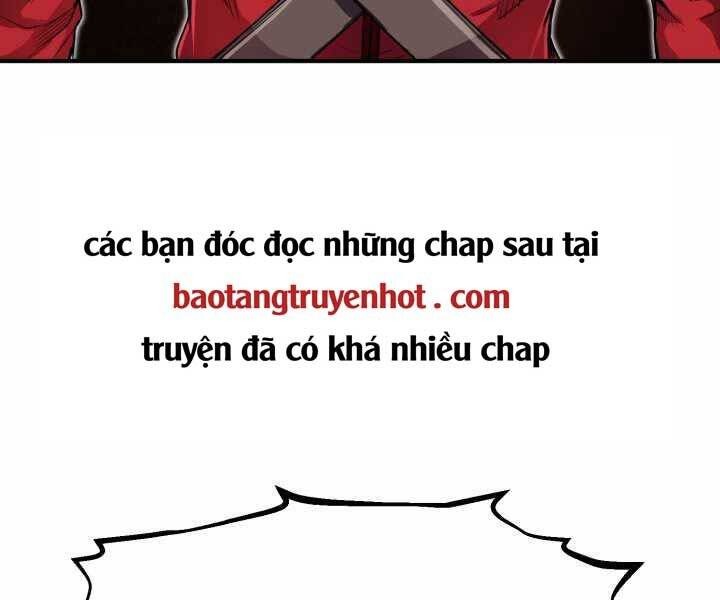 các bạn đóc đọc những chap sau tại
baotangtruyenhot . com
truyện đã có khá nhiều chap